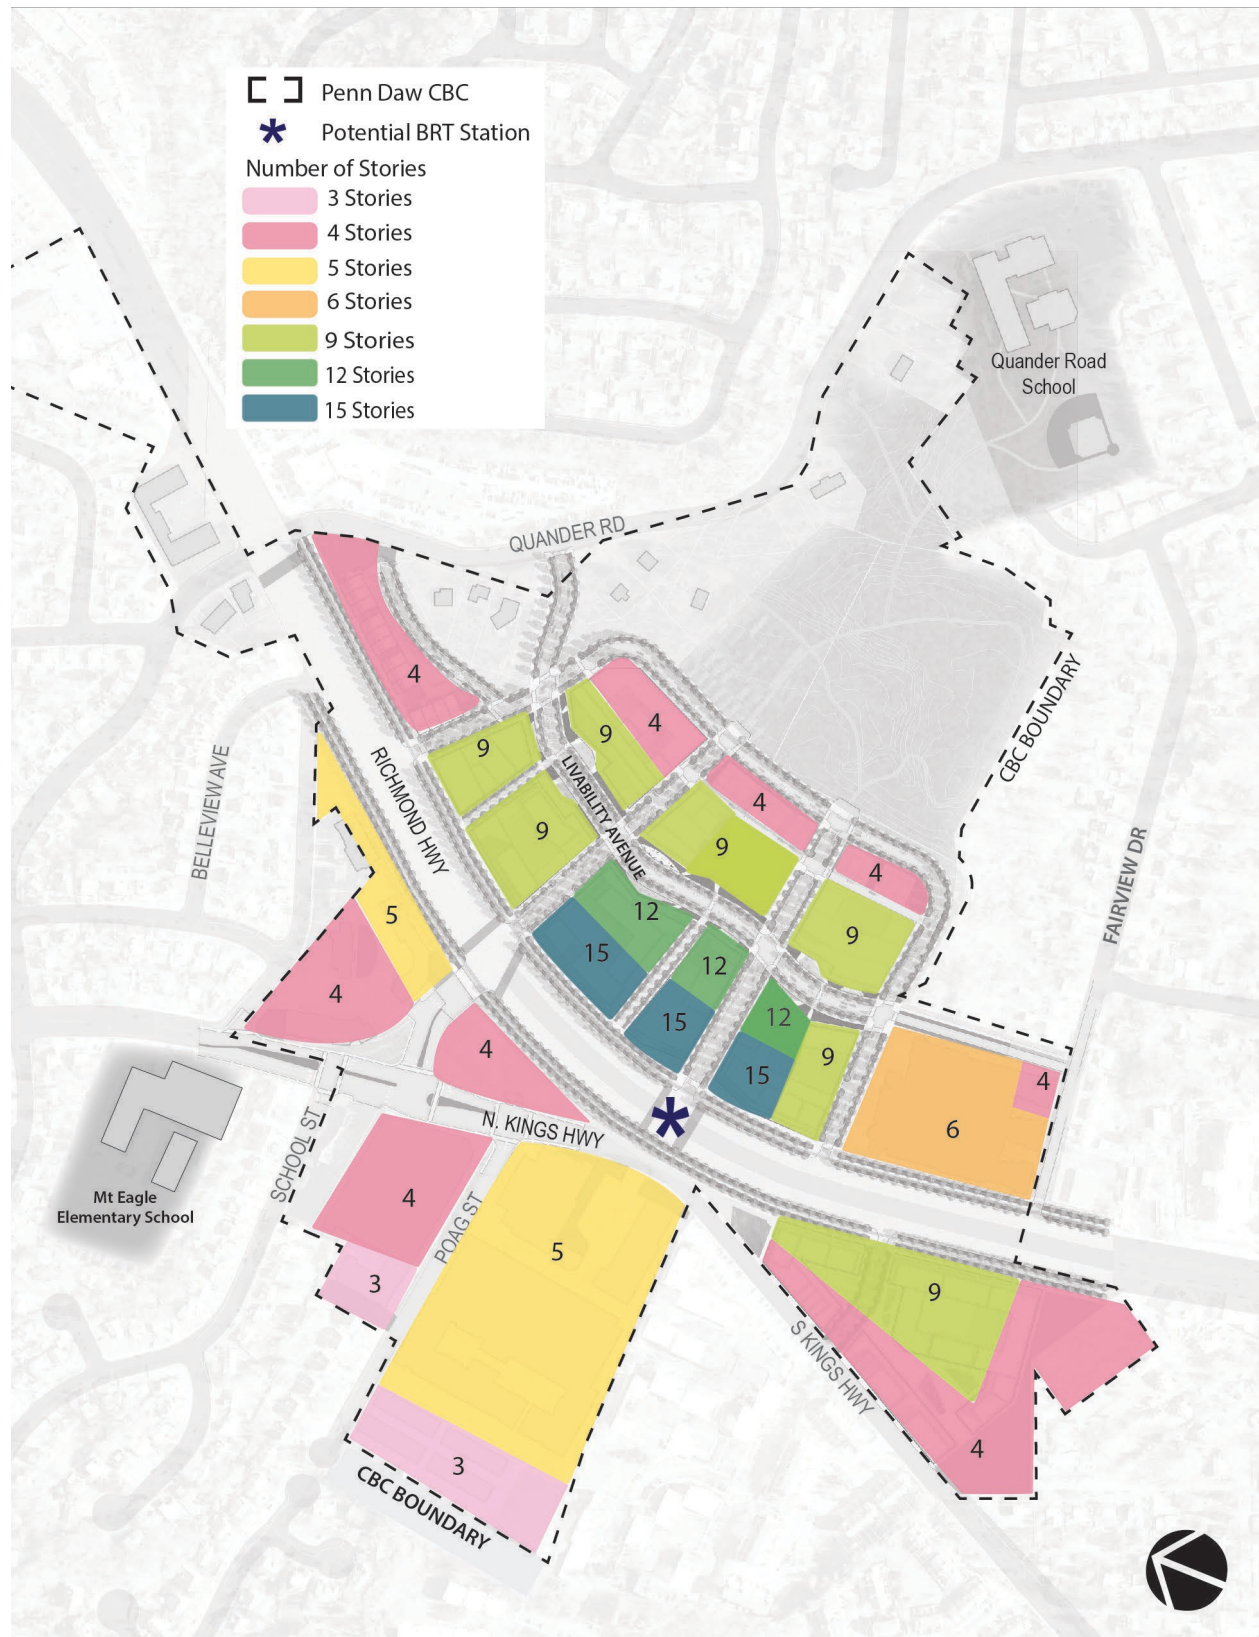 Penn Daw CBC
Potential BRT Station
Number of Stories
3 Stories
4 Stories
5 Stories
6 Stories
9 Stories
12 Stories
15 Stories
Quander Road
School
QUANDER RD
CBC BOUNDARY
4
9
9
4
LIVABILITY AVENUE
RICHMOND HWY
BELLEVIEW AVE
4
9
9
4
FAIRVIEW DR
5
12
9
15
12
4
15
12
4
9
15
4
6
N. KINGS HWY
SCHOOL ST
Mt Eagle
Elementary School
4
POAG ST
5
3
9
S KINGS HWY
4
3
CBC BOUNDARY